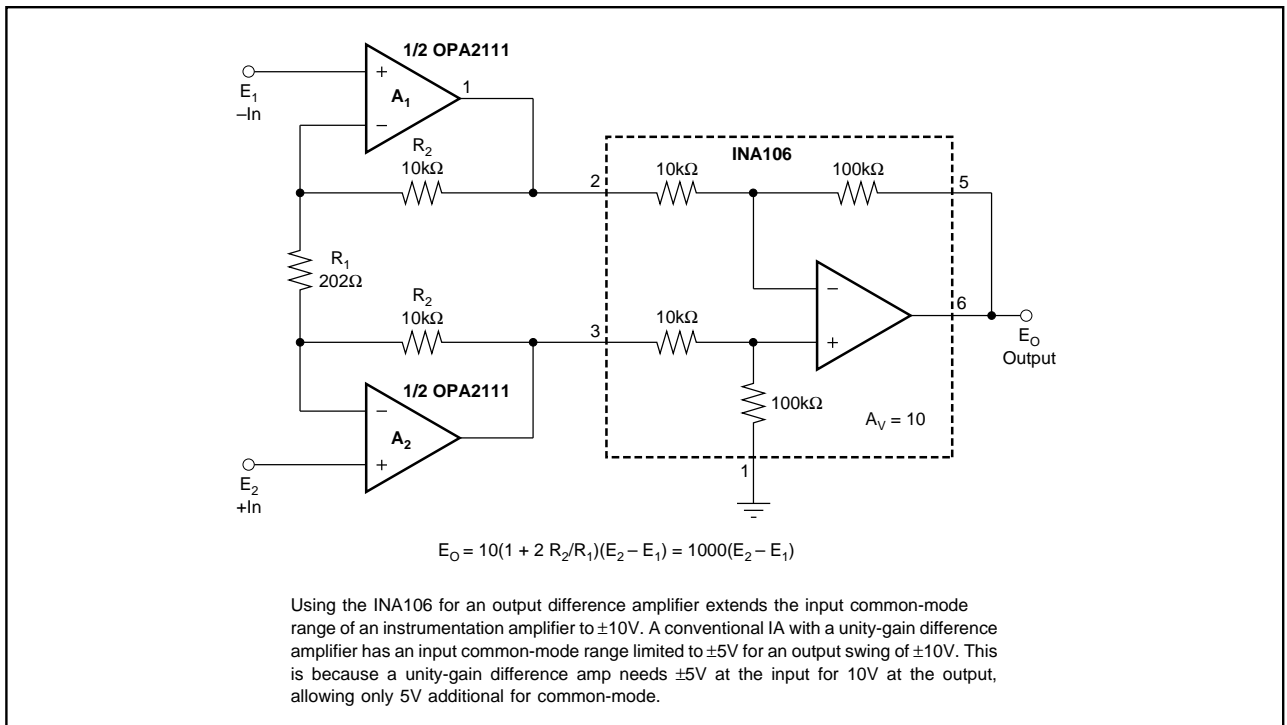 1/2 OPA2111
E₁
–In
+
A₁
–
1
R₂
10kΩ
INA106
2
10kΩ
100kΩ
5
R₁
202Ω
R₂
10kΩ
3
10kΩ
–
+
6
E₀
Output
100kΩ
A_V = 10
1
1/2 OPA2111
–
A₂
+
E₂
+In
E_O = 10(1 + 2 R₂/R₁)(E₂ – E₁) = 1000(E₂ – E₁)
Using the INA106 for an output difference amplifier extends the input common-mode
range of an instrumentation amplifier to ±10V. A conventional IA with a unity-gain difference
amplifier has an input common-mode range limited to ±5V for an output swing of ±10V. This
is because a unity-gain difference amp needs ±5V at the input for 10V at the output,
allowing only 5V additional for common-mode.